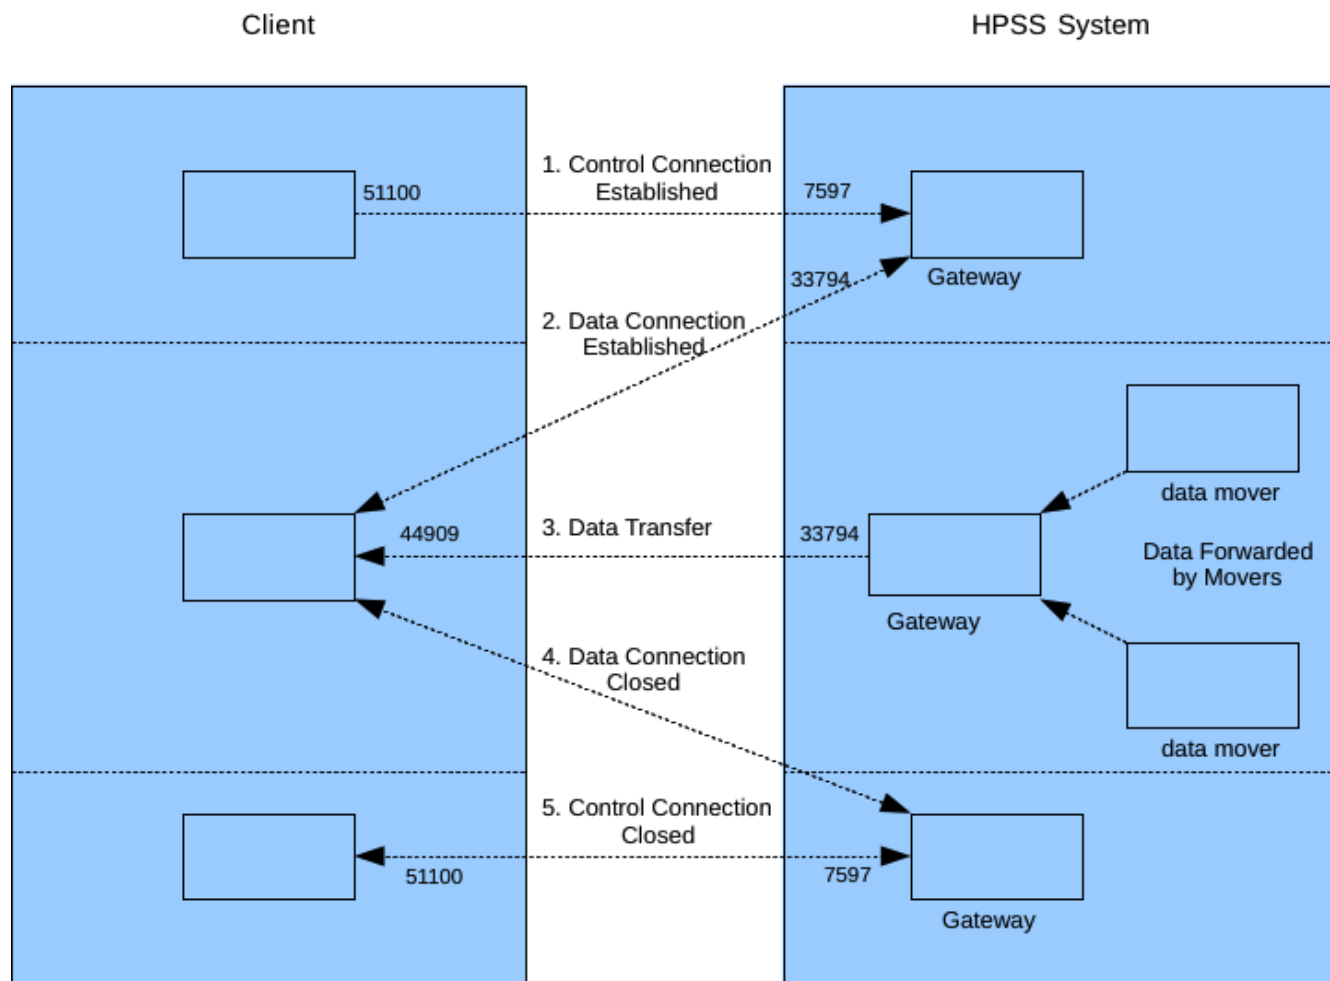 Client
HPSS System
1. Control Connection
Established
51100
7597
Gateway
33794
2. Data Connection
Established
data mover
3. Data Transfer
44909
33794
Data Forwarded
by Movers
Gateway
4. Data Connection
Closed
data mover
5. Control Connection
Closed
51100
7597
Gateway